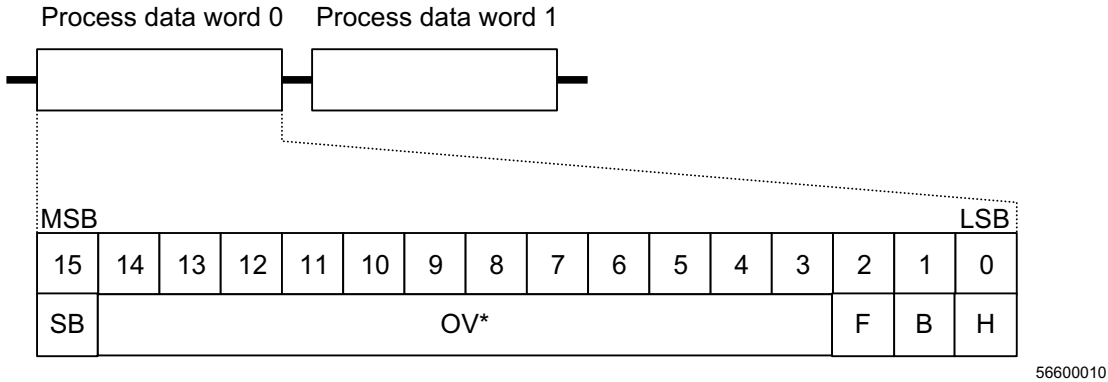 Process data word 0 Process data word 1
MSB LSB
15 14 13 12 11 10 9 8 7 6 5 4 3 2 1 0
SB OV* F B H
56600010